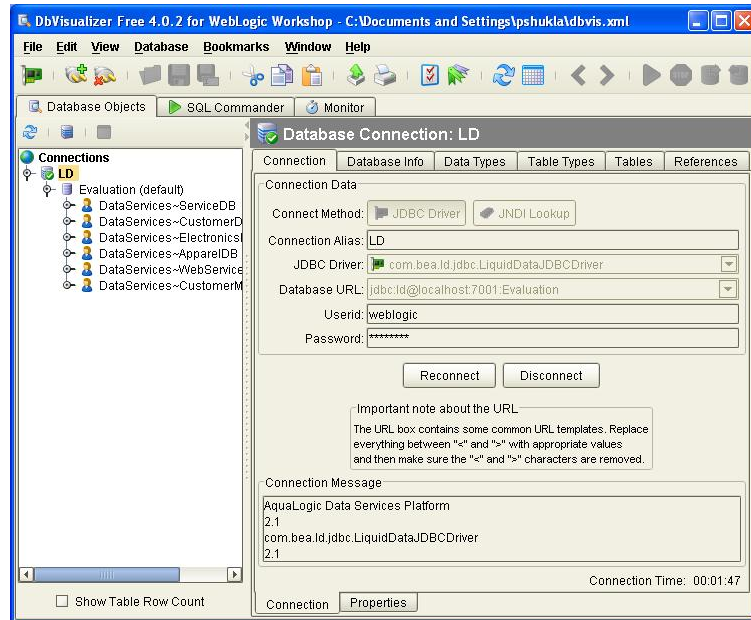 DbVisualizer Free 4.0.2 for WebLogic Workshop - C:\Documents and Settings\pshukla\dbvis.xml
File Edit View Database Bookmarks Window Help
STOP
Database Objects SQL Commander Monitor
Database Connection: LD
Connections
LD
Evaluation (default)
DataServices~ServiceDB
DataServices~CustomerD
DataServices~Electronics
DataServices~ApparelDB
DataServices~WebService
DataServices~CustomerM
Show Table Row Count
Connection Database Info Data Types Table Types Tables References
Connection Data
Connect Method: JDBC Driver JNDI Lookup
Connection Alias: LD
JDBC Driver: com.bea.ld.jdbc.LiquidDataJDBCDriver
Database URL: jdbc:ld@localhost:7001:Evaluation
Userid: weblogic
Password: ********
Reconnect Disconnect
Important note about the URL
The URL box contains some common URL templates. Replace
everything between "<" and ">" with appropriate values
and then make sure the "<" and ">" characters are removed.
Connection Message
AquaLogic Data Services Platform
2.1
com.bea.ld.jdbc.LiquidDataJDBCDriver
2.1
Connection Time: 00:01:47
Connection Properties